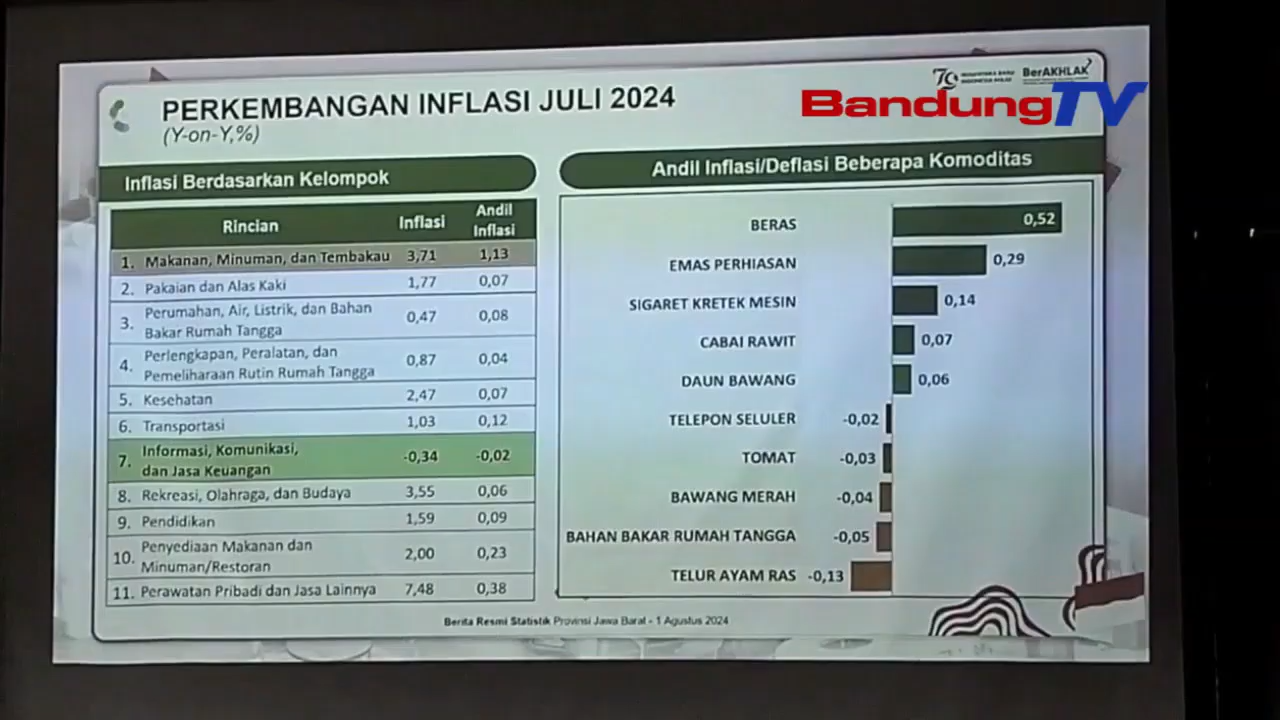 BandungTV
BerAKHLAK
PERKEMBANGAN INFLASI JULI 2024
(Y-on-Y,%)
Inflasi Berdasarkan Kelompok
Rincian Inflasi Andil Inflasi
1. Makanan, Minuman, dan Tembakau 3,71 1,13
2. Pakaian dan Alas Kaki 1,77 0,07
3. Perumahan, Air, Listrik, dan Bahan
Bakar Rumah Tangga 0,47 0,08
4. Perlengkapan, Peralatan, dan
Pemeliharaan Rutin Rumah Tangga 0,87 0,04
5. Kesehatan 2,47 0,07
6. Transportasi 1,03 0,12
7. Informasi, Komunikasi,
dan Jasa Keuangan -0,34 -0,02
8. Rekreasi, Olahraga, dan Budaya 3,55 0,06
9. Pendidikan 1,59 0,09
10. Penyediaan Makanan dan
Minuman/Restoran 2,00 0,23
11. Perawatan Pribadi dan Jasa Lainnya 7,48 0,38
Andil Inflasi/Deflasi Beberapa Komoditas
BERAS 0,52
EMAS PERHIASAN 0,29
SIGARET KRETEK MESIN 0,14
CABAI RAWIT 0,07
DAUN BAWANG 0,06
TELEPON SELULER -0,02
TOMAT -0,03
BAWANG MERAH -0,04
BAHAN BAKAR RUMAH TANGGA -0,05
TELUR AYAM RAS -0,13
Berita Resmi Statistik Provinsi Jawa Barat - 1 Agustus 2024